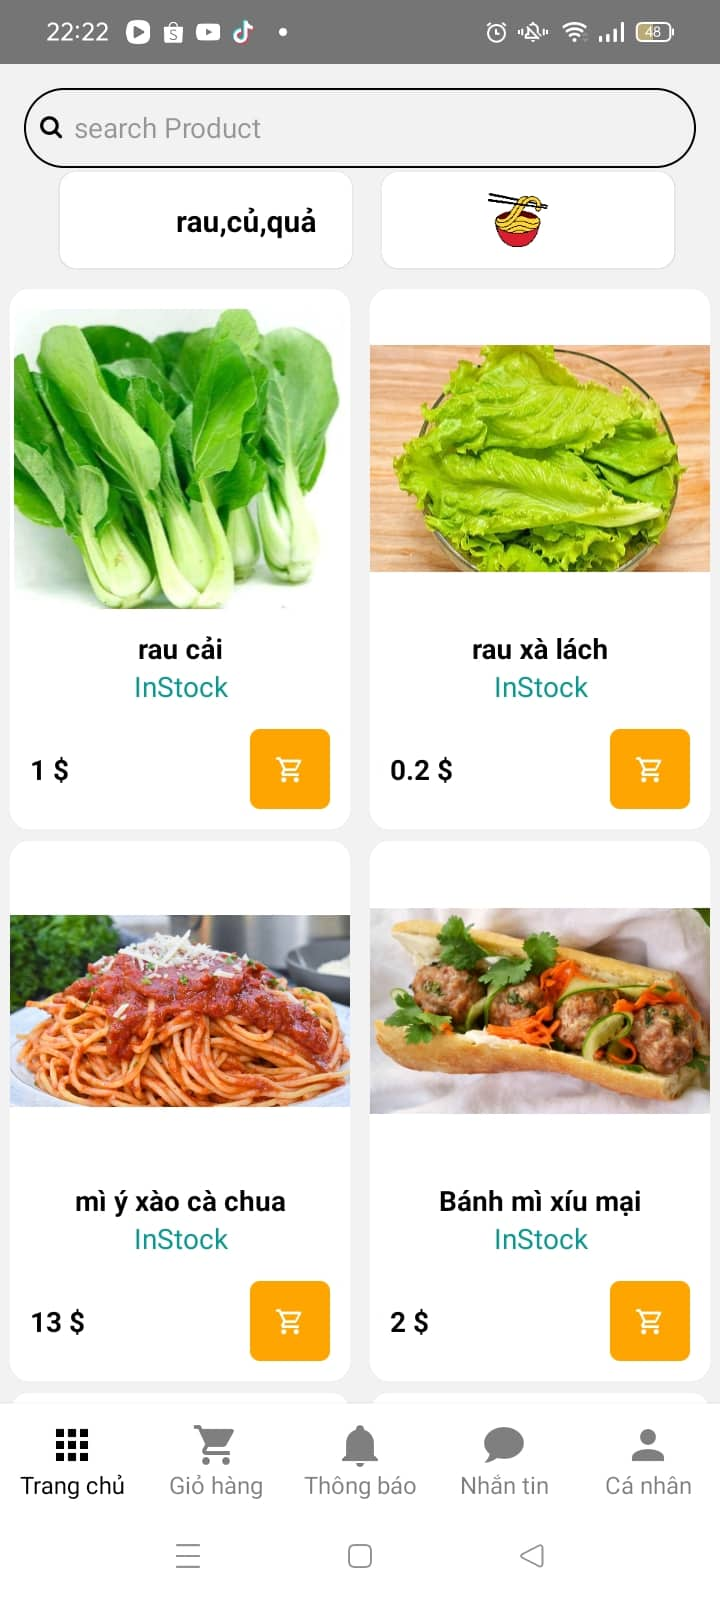 22:22
48
search Product
rau,củ,quả
rau cải
InStock
1 $
rau xà lách
InStock
0.2 $
mì ý xào cà chua
InStock
13 $
Bánh mì xíu mại
InStock
2 $
Trang chủ
Giỏ hàng
Thông báo
Nhắn tin
Cá nhân